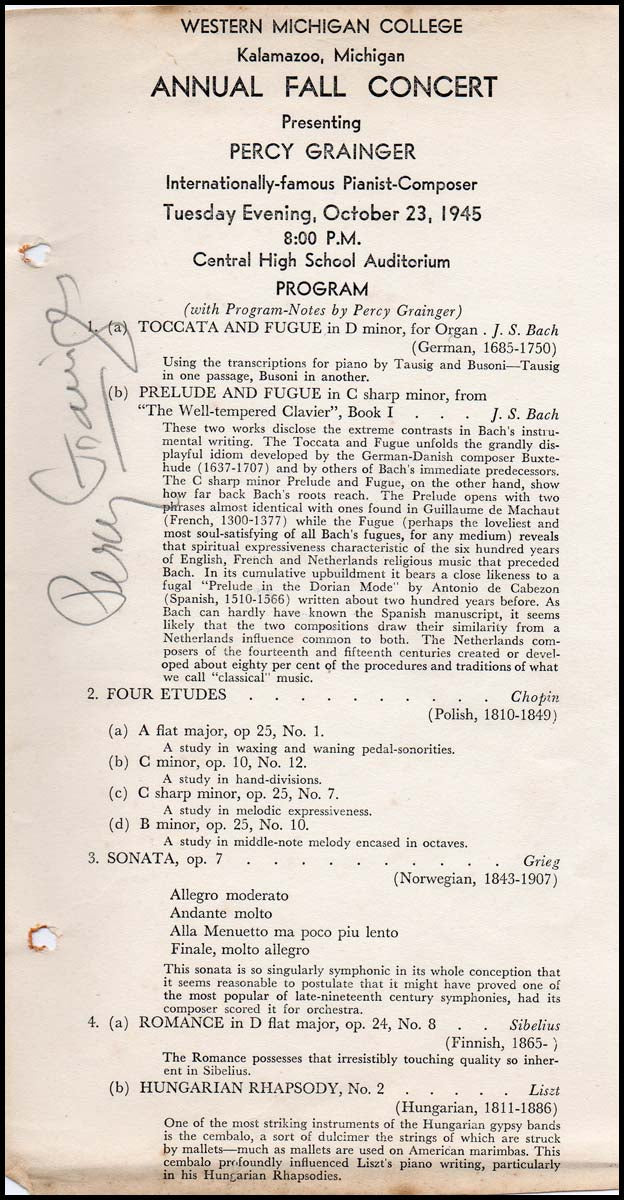 WESTERN MICHIGAN COLLEGE
Kalamazoo, Michigan
ANNUAL FALL CONCERT
Presenting
PERCY GRAINGER
Internationally-famous Pianist-Composer
Tuesday Evening, October 23, 1945
8:00 P.M.
Central High School Auditorium
PROGRAM
(with Program-Notes by Percy Grainger)
1. (a) TOCCATA AND FUGUE in D minor, for Organ . J. S. Bach
(German, 1685-1750)
Using the transcriptions for piano by Tausig and Busoni—Tausig
in one passage, Busoni in another.
(b) PRELUDE AND FUGUE in C sharp minor, from
"The Well-tempered Clavier", Book I . . . J. S. Bach
These two works disclose the extreme contrasts in Bach's instru-
mental writing. The Toccata and Fugue unfolds the grandly dis-
playful idiom developed by the German-Danish composer Buxte-
hude (1637-1707) and by others of Bach's immediate predecessors.
The C sharp minor Prelude and Fugue, on the other hand, show
how far back Bach's roots reach. The Prelude opens with two
phrases almost identical with ones found in Guillaume de Machaut
(French, 1300-1377) while the Fugue (perhaps the loveliest and
most soul-satisfying of all Bach's fugues, for any medium) reveals
that spiritual expressiveness characteristic of the six hundred years
of English, French and Netherlands religious music that preceded
Bach. In its cumulative upbuildment it bears a close likeness to a
fugal "Prelude in the Dorian Mode" by Antonio de Cabezon
(Spanish, 1510-1566) written about two hundred years before. As
Bach can hardly have known the Spanish manuscript, it seems
likely that the two compositions draw their similarity from a
Netherlands influence common to both. The Netherlands com-
posers of the fourteenth and fifteenth centuries created or devel-
oped about eighty per cent of the procedures and traditions of what
we call "classical" music.
2. FOUR ETUDES . . . . . . . . . . Chopin
(Polish, 1810-1849)
(a) A flat major, op 25, No. 1.
A study in waxing and waning pedal-sonorities.
(b) C minor, op. 10, No. 12.
A study in hand-divisions.
(c) C sharp minor, op. 25, No. 7.
A study in melodic expressiveness.
(d) B minor, op. 25, No. 10.
A study in middle-note melody encased in octaves.
3. SONATA, op. 7 . . . . . . . . . . Grieg
(Norwegian, 1843-1907)
Allegro moderato
Andante molto
Alla Menuetto ma poco piu lento
Finale, molto allegro
This sonata is so singularly symphonic in its whole conception that
it seems reasonable to postulate that it might have proved one of
the most popular of late-nineteenth century symphonies, had its
composer scored it for orchestra.
4. (a) ROMANCE in D flat major, op. 24, No. 8 . . Sibelius
(Finnish, 1865- )
The Romance possesses that irresistibly touching quality so inher-
ent in Sibelius.
(b) HUNGARIAN RHAPSODY, No. 2 . . . . . Liszt
(Hungarian, 1811-1886)
One of the most striking instruments of the Hungarian gypsy bands
is the cembalo, a sort of dulcimer the strings of which are struck
by mallets—much as mallets are used on American marimbas. This
cembalo profoundly influenced Liszt's piano writing, particularly
in his Hungarian Rhapsodies.
Percy Grainger